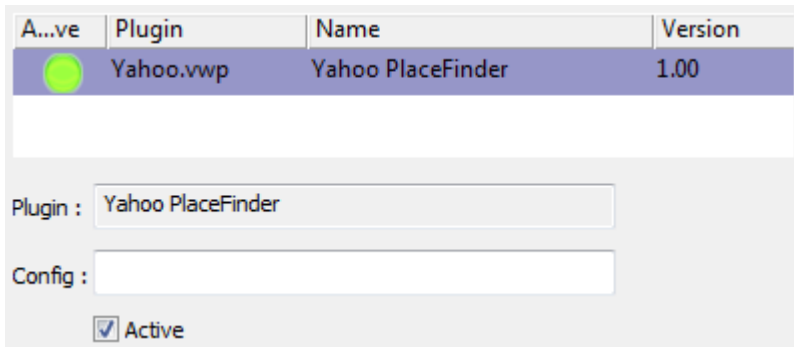 A...ve Plugin Name Version
Yahoo.vwp Yahoo PlaceFinder 1.00
Plugin : Yahoo PlaceFinder
Config :
Active